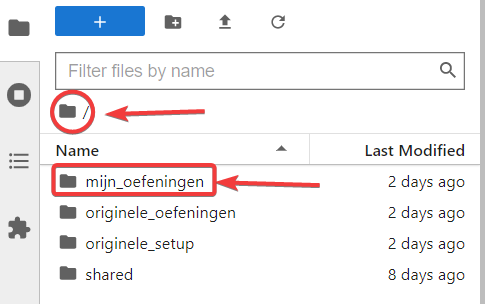 Filter files by name
/
Name Last Modified
mijn_oefeningen 2 days ago
originele_oefeningen 2 days ago
originele_setup 2 days ago
shared 8 days ago